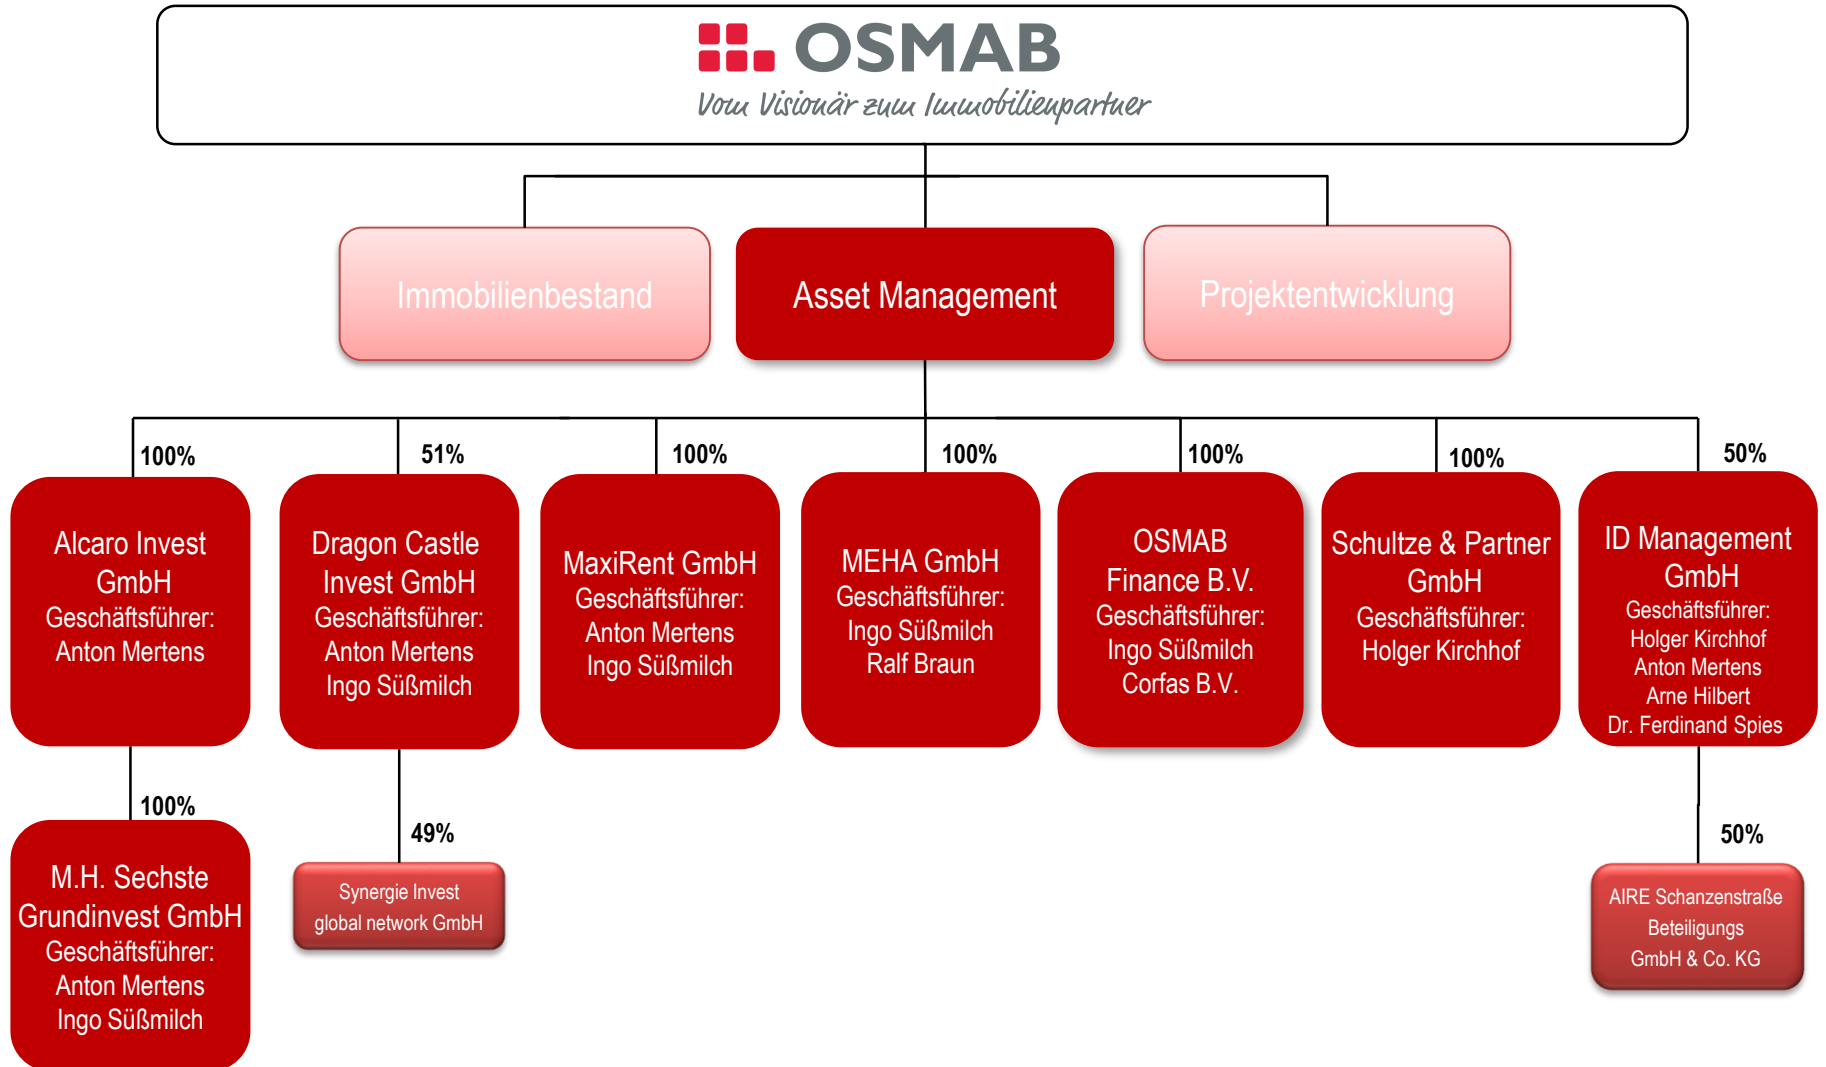 OSMAB
Vom Visionär zum Immobilienpartner
Immobilienbestand
Asset Management
Projektentwicklung
100%
51%
100%
100%
100%
100%
50%
Alcaro Invest
GmbH
Geschäftsführer:
Anton Mertens
Dragon Castle
Invest GmbH
Geschäftsführer:
Anton Mertens
Ingo Süßmilch
MaxiRent GmbH
Geschäftsführer:
Anton Mertens
Ingo Süßmilch
MEHA GmbH
Geschäftsführer:
Ingo Süßmilch
Ralf Braun
OSMAB
Finance B.V.
Geschäftsführer:
Ingo Süßmilch
Corfas B.V.
Schultze & Partner
GmbH
Geschäftsführer:
Holger Kirchhof
ID Management
GmbH
Geschäftsführer:
Holger Kirchhof
Anton Mertens
Arne Hilbert
Dr. Ferdinand Spies
100%
49%
50%
M.H. Sechste
Grundinvest GmbH
Geschäftsführer:
Anton Mertens
Ingo Süßmilch
Synergie Invest
global network GmbH
AIRE Schanzenstraße
Beteiligungs
GmbH & Co. KG